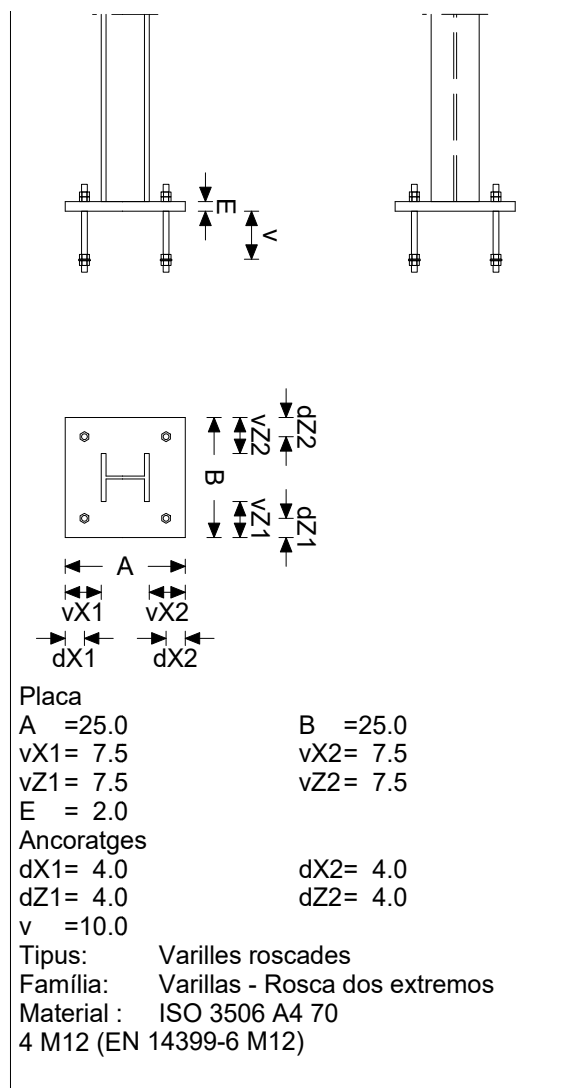 E
v
dZ2
vZ2
B
vZ1
dZ1
A
vX1 vX2
dX1 dX2
Placa
A =25.0 B =25.0
vX1= 7.5 vX2= 7.5
vZ1= 7.5 vZ2= 7.5
E = 2.0
Ancoratges
dX1= 4.0 dX2= 4.0
dZ1= 4.0 dZ2= 4.0
v =10.0
Tipus: Varilles roscades
Família: Varillas - Rosca dos extremos
Material : ISO 3506 A4 70
4 M12 (EN 14399-6 M12)